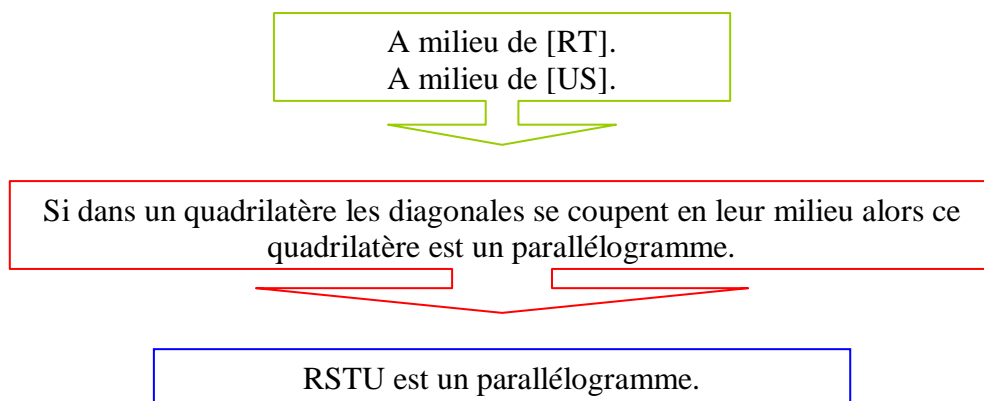 A milieu de [RT].
A milieu de [US].
Si dans un quadrilatère les diagonales se coupent en leur milieu alors ce
quadrilatère est un parallélogramme.
RSTU est un parallélogramme.